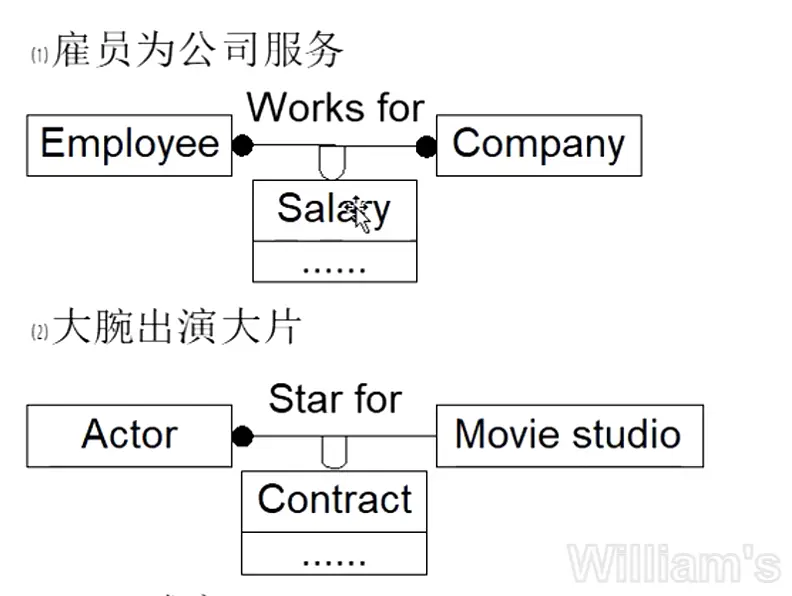 ⑴雇员为公司服务
Works for
Employee
Company
Salary
......
⑵大腕出演大片
Star for
Actor
Movie studio
Contract
......
William's